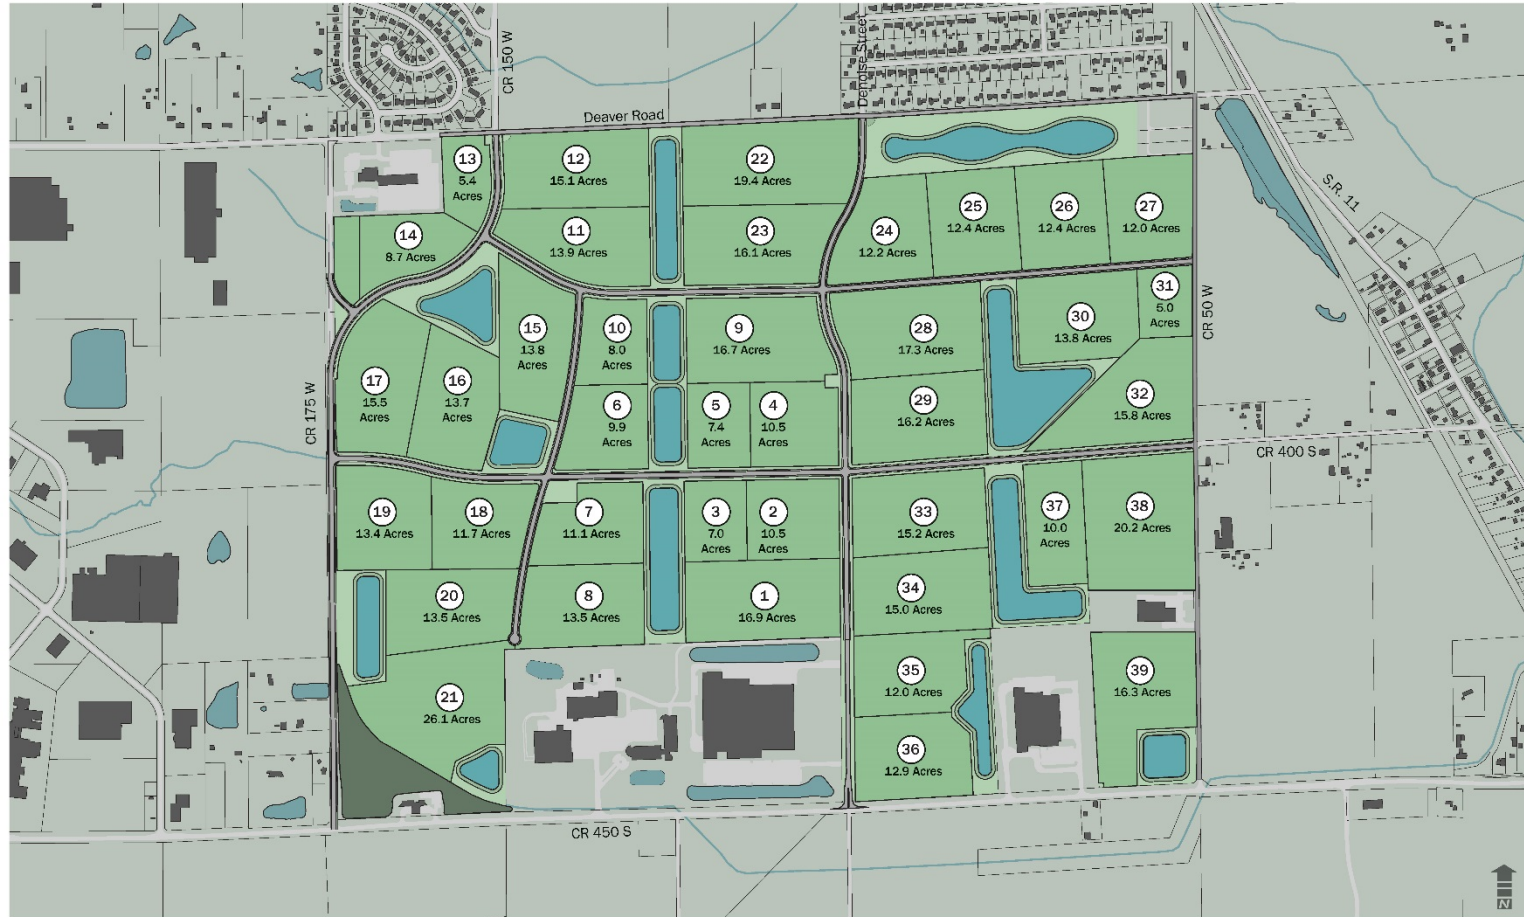 CR 150 W
Denoise Street
Deaver Road
13
5.4
Acres
12
15.1 Acres
22
19.4 Acres
S.R. 11
14
8.7 Acres
11
13.9 Acres
23
16.1 Acres
24
12.2 Acres
25
12.4 Acres
26
12.4 Acres
27
12.0 Acres
15
13.8
Acres
10
8.0
Acres
9
16.7 Acres
28
17.3 Acres
30
13.8 Acres
31
5.0
Acres
CR 50 W
CR 175 W
17
15.5
Acres
16
13.7
Acres
6
9.9
Acres
5
7.4
Acres
4
10.5
Acres
29
16.2 Acres
32
15.8 Acres
CR 400 S
19
13.4 Acres
18
11.7 Acres
7
11.1 Acres
3
7.0
Acres
2
10.5
Acres
33
15.2 Acres
37
10.0
Acres
38
20.2 Acres
20
13.5 Acres
8
13.5 Acres
1
16.9 Acres
34
15.0 Acres
21
26.1 Acres
35
12.0 Acres
39
16.3 Acres
36
12.9 Acres
CR 450 S
N